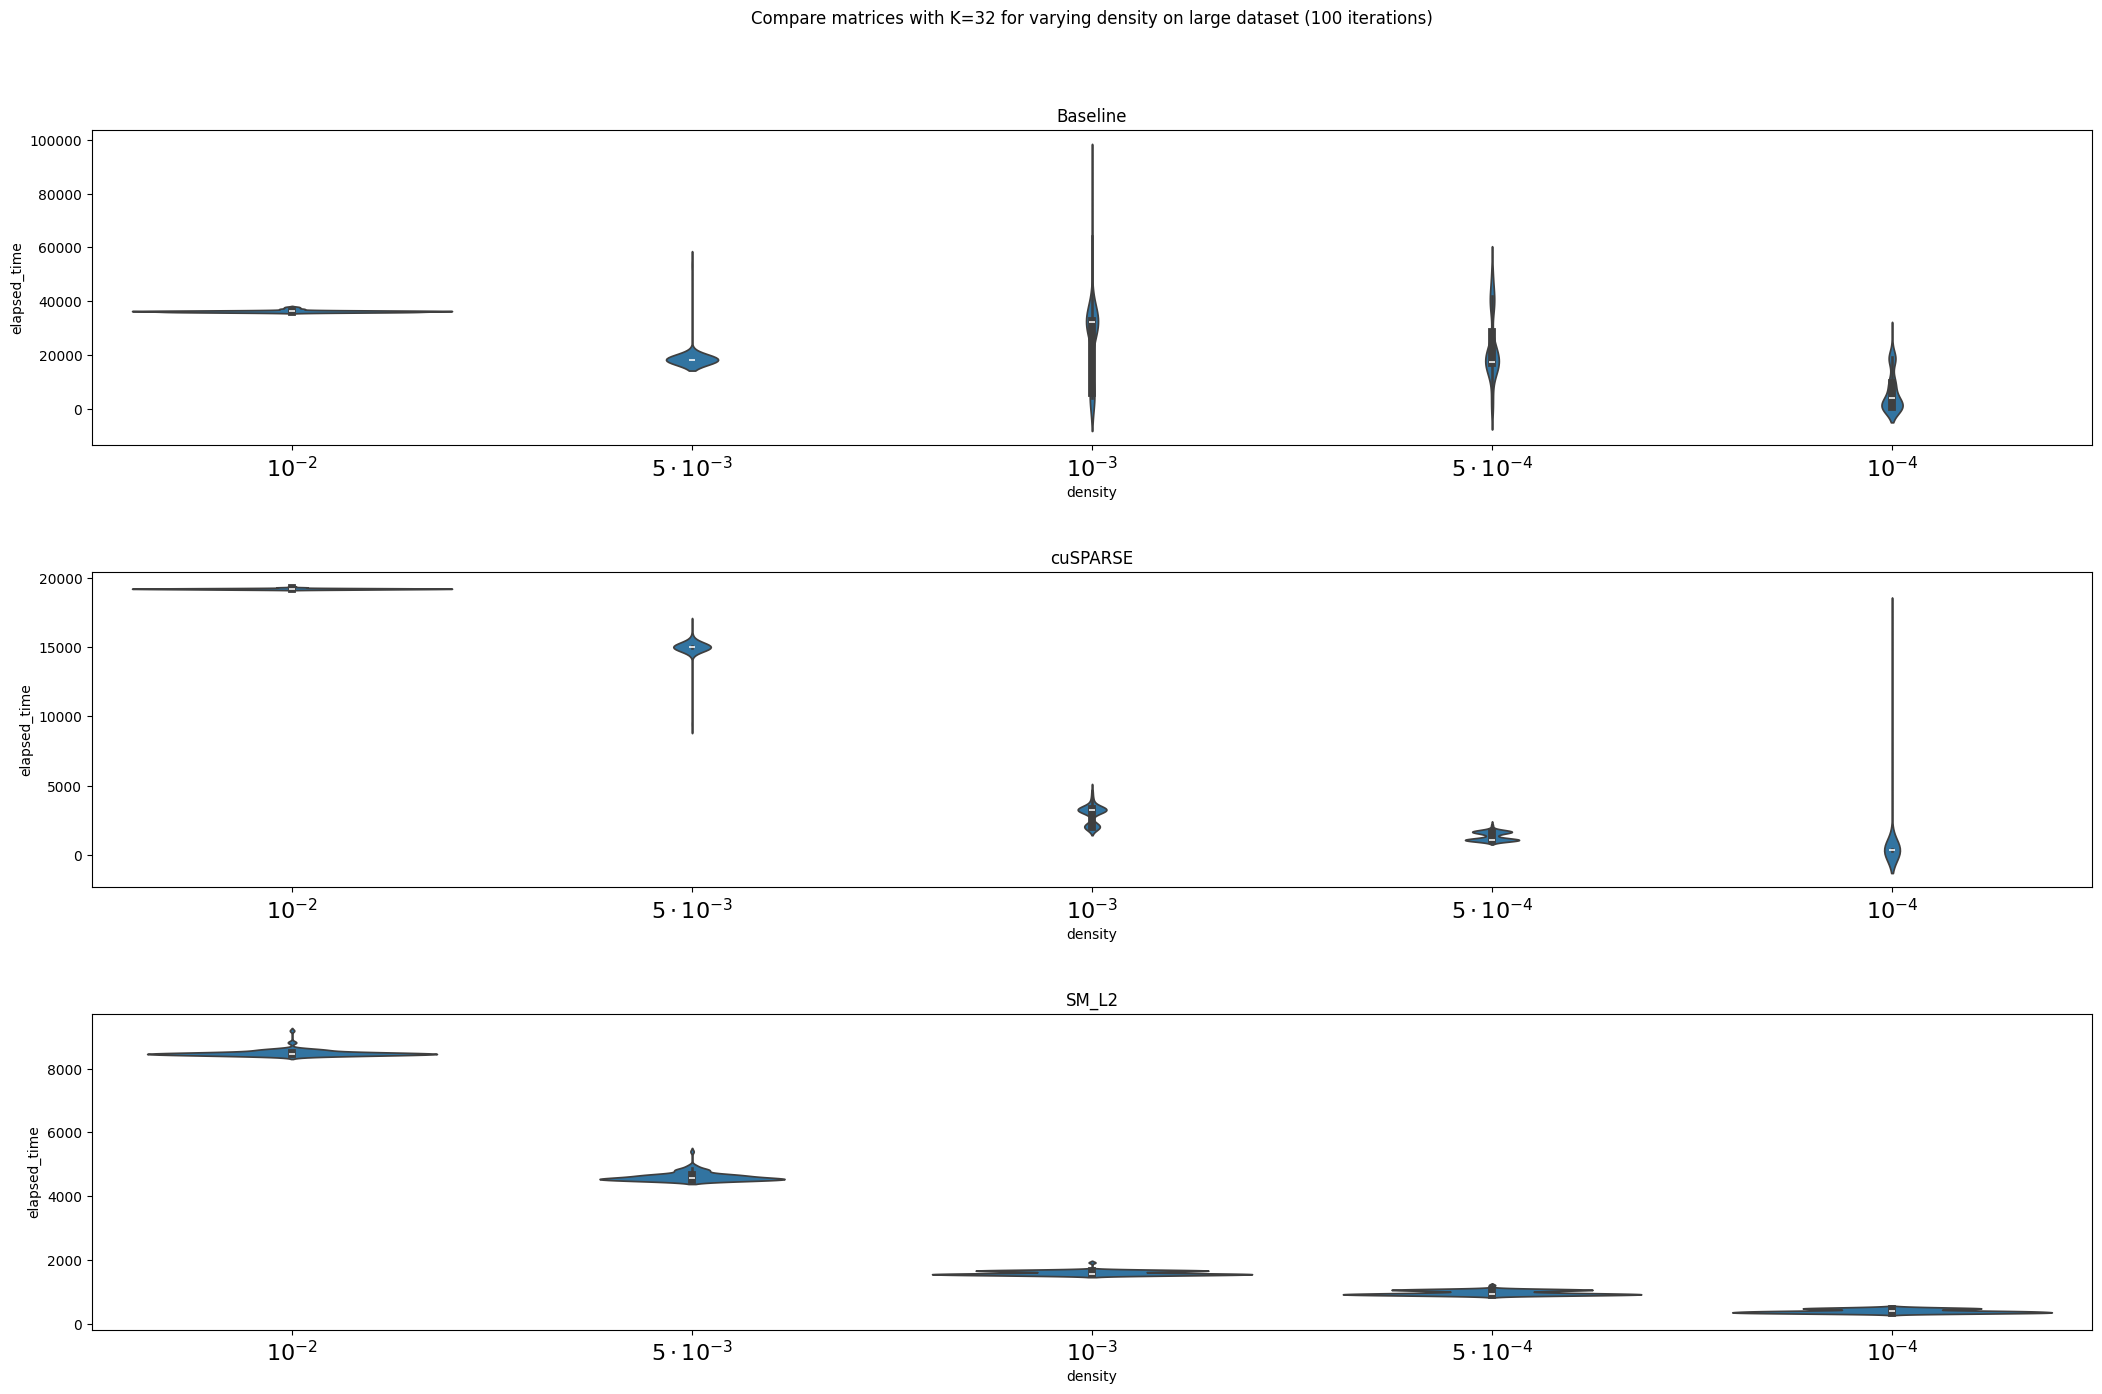 Compare matrices with K=32 for varying density on large dataset (100 iterations)
Baseline
elapsed_time
100000
80000
60000
40000
20000
0
10⁻² 5·10⁻³ 10⁻³ 5·10⁻⁴ 10⁻⁴
density
cuSPARSE
elapsed_time
20000
15000
10000
5000
0
10⁻² 5·10⁻³ 10⁻³ 5·10⁻⁴ 10⁻⁴
density
SM_L2
elapsed_time
8000
6000
4000
2000
0
10⁻² 5·10⁻³ 10⁻³ 5·10⁻⁴ 10⁻⁴
density